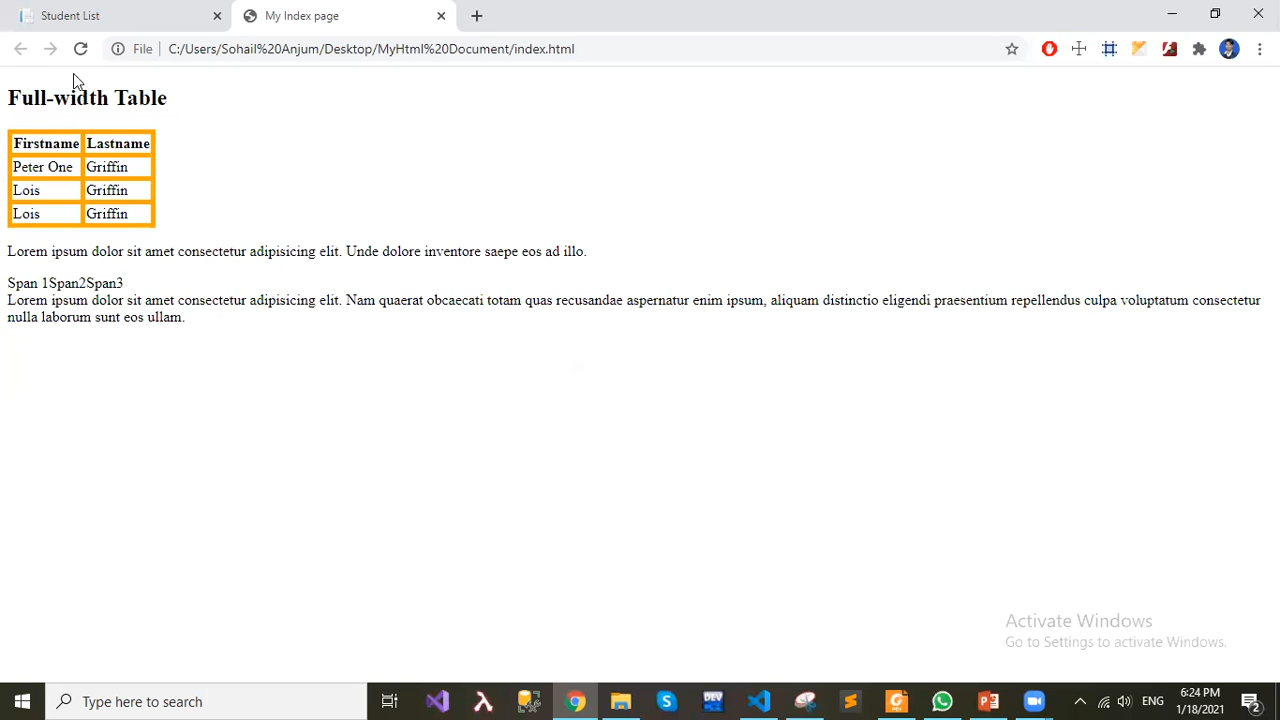 Student List
My Index page
File C:/Users/Sohail%20Anjum/Desktop/MyHtml%20Document/index.html
Full-width Table
Firstname Lastname
Peter One Griffin
Lois Griffin
Lois Griffin
Lorem ipsum dolor sit amet consectetur adipisicing elit. Unde dolore inventore saepe eos ad illo.
Span 1Span2Span3
Lorem ipsum dolor sit amet consectetur adipisicing elit. Nam quaerat obcaecati totam quas recusandae aspernatur enim ipsum, aliquam distinctio eligendi praesentium repellendus culpa voluptatum consectetur
nulla laborum sunt eos ullam.
Activate Windows
Go to Settings to activate Windows.
Type here to search
DEV
ENG
6:24 PM
1/18/2021
2